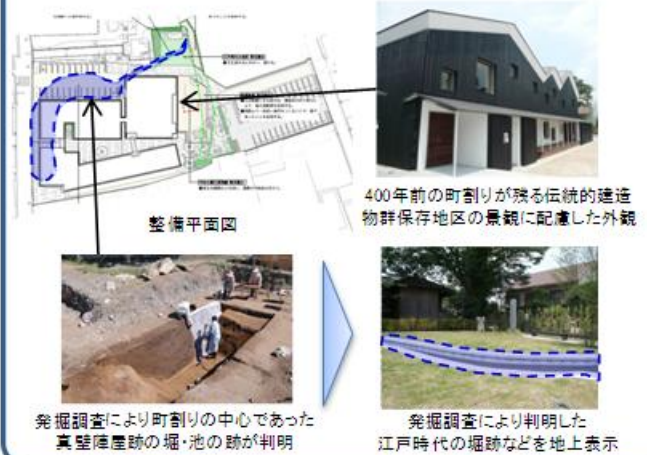 整備平面図
400年前の町割りが残る伝統的建造
物群保存地区の景観に配慮した外観
発掘調査により町割りの中心であった
真壁陣屋跡の堀・池の跡が判明
発掘調査により判明した
江戸時代の堀跡などを地上表示